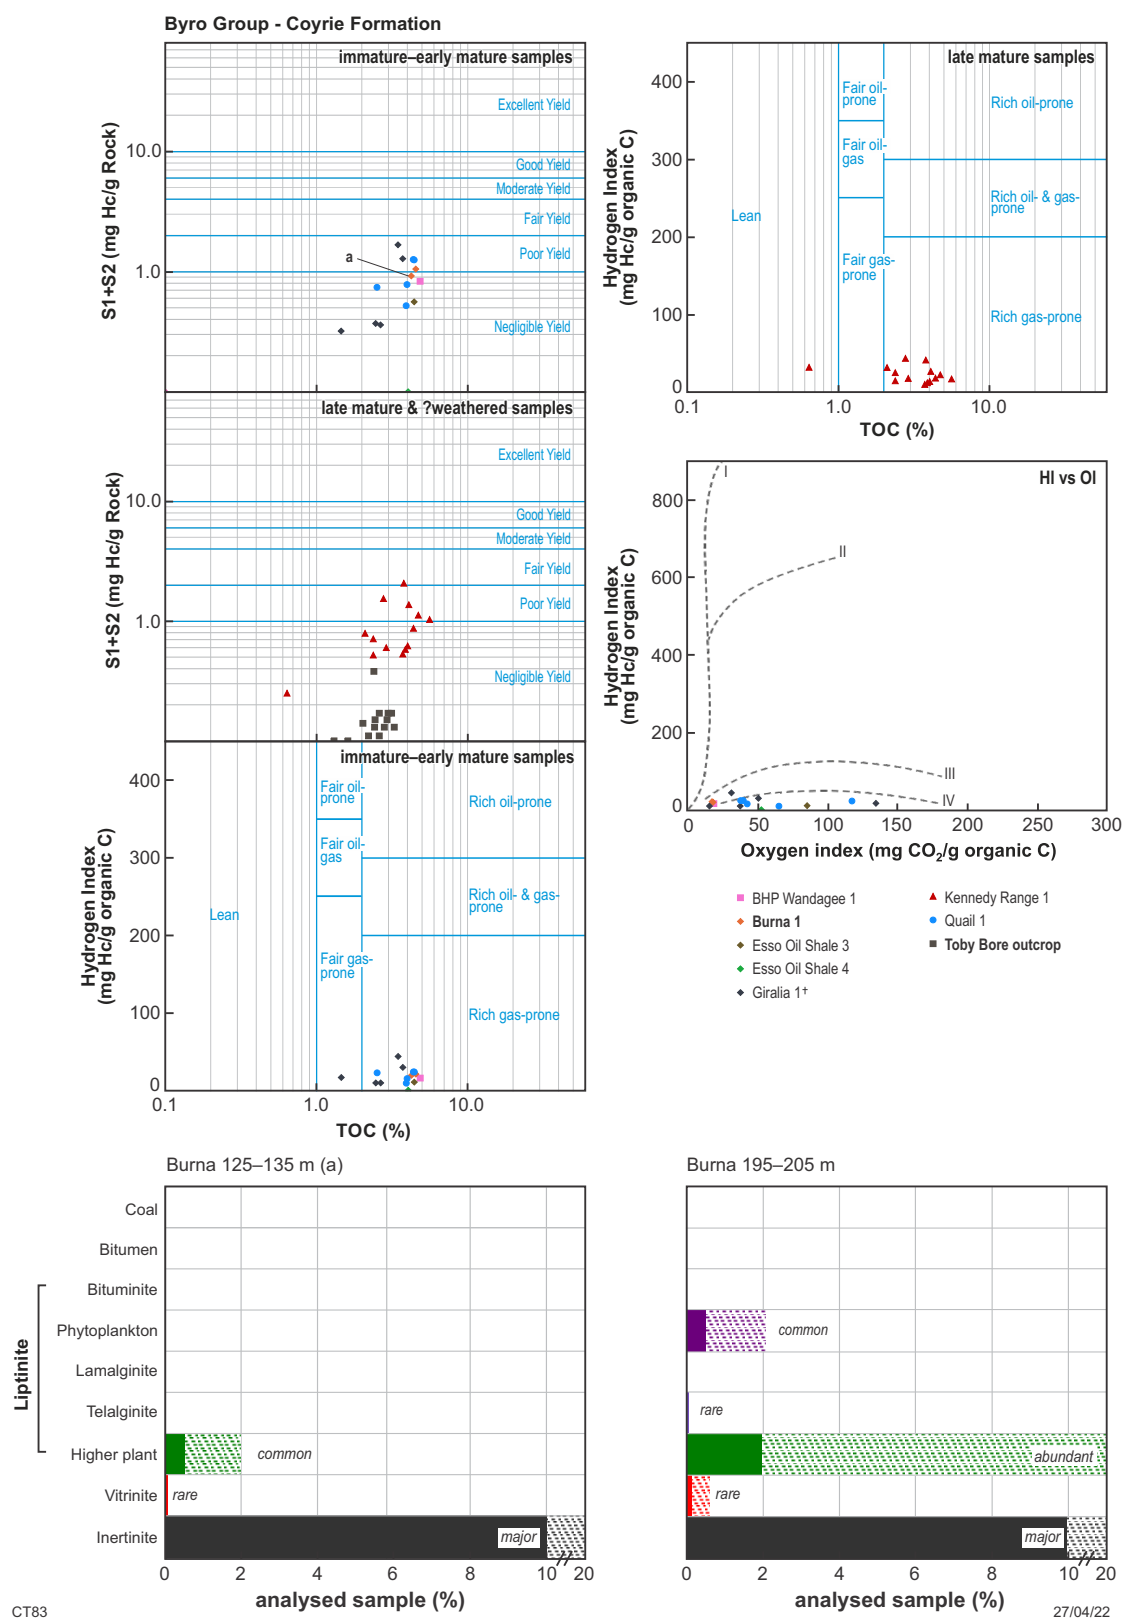 Byro Group - Coyrie Formation
immature–early mature samples
Excellent Yield
Good Yield
Moderate Yield
Fair Yield
Poor Yield
Negligible Yield
a
10.0
1.0
S1+S2 (mg Hc/g Rock)
late mature & ?weathered samples
Excellent Yield
Good Yield
Moderate Yield
Fair Yield
Poor Yield
Negligible Yield
10.0
1.0
S1+S2 (mg Hc/g Rock)
immature–early mature samples
Fair oil-
prone
Rich oil-prone
Fair oil-
gas
Lean
Rich oil- & gas-
prone
Fair gas-
prone
Rich gas-prone
400
300
200
100
0
Hydrogen Index
(mg Hc/g organic C)
0.1
1.0
10.0
TOC (%)
late mature samples
Fair oil-
prone
Rich oil-prone
Fair oil-
gas
Lean
Rich oil- & gas-
prone
Fair gas-
prone
Rich gas-prone
400
300
200
100
0
Hydrogen Index
(mg Hc/g organic C)
0.1
1.0
10.0
TOC (%)
HI vs OI
I
II
III
IV
800
600
400
200
0
Hydrogen Index
(mg Hc/g organic C)
0
50
100
150
200
250
300
Oxygen index (mg CO₂/g organic C)
BHP Wandagee 1
Burna 1
Esso Oil Shale 3
Esso Oil Shale 4
Giralia 1†
Kennedy Range 1
Quail 1
Toby Bore outcrop
Burna 125–135 m (a)
Coal
Bitumen
Bituminite
Phytoplankton
Lamalginite
Telalginite
Higher plant
Vitrinite
Inertinite
Liptinite
common
rare
major
0
2
4
6
8
10
20
analysed sample (%)
Burna 195–205 m
common
rare
abundant
rare
major
0
2
4
6
8
10
20
analysed sample (%)
CT83
27/04/22